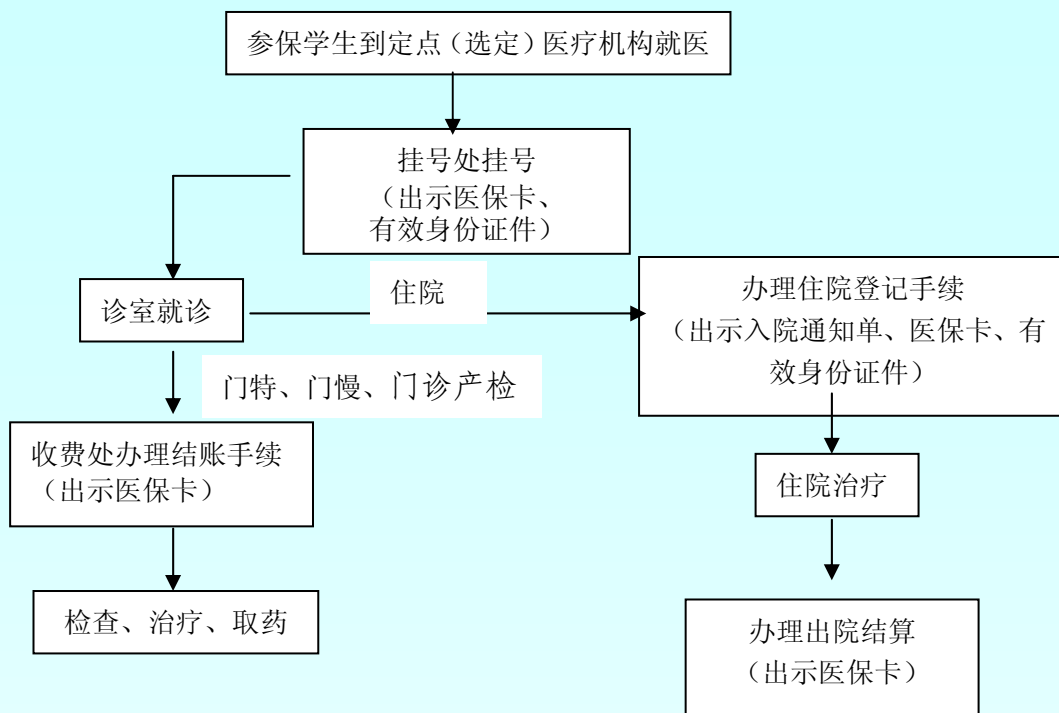 参保学生到定点（选定）医疗机构就医
挂号处挂号
（出示医保卡、
有效身份证件）
诊室就诊
住院
办理住院登记手续
（出示入院通知单、医保卡、有
效身份证件）
门特、门慢、门诊产检
收费处办理结账手续
（出示医保卡）
住院治疗
检查、治疗、取药
办理出院结算
（出示医保卡）